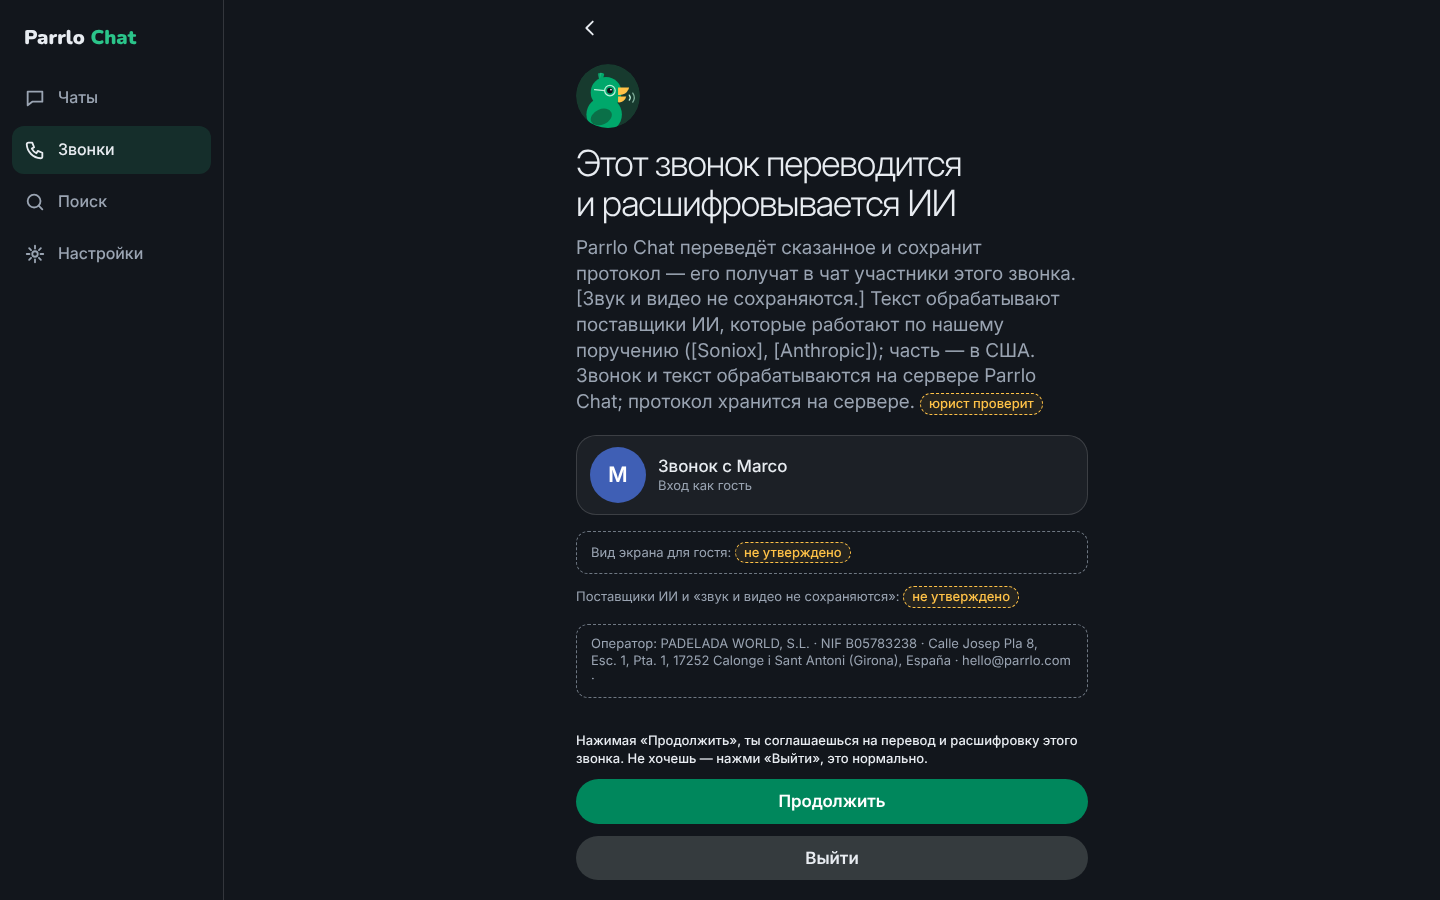 Parrlo Chat
Чаты
Звонки
Поиск
Настройки
Этот звонок переводится
и расшифровывается ИИ
Parrlo Chat переведёт сказанное и сохранит
протокол — его получат в чат участники этого звонка.
[Звук и видео не сохраняются.] Текст обрабатывают
поставщики ИИ, которые работают по нашему
поручению ([Soniox], [Anthropic]); часть — в США.
Звонок и текст обрабатываются на сервере Parrlo
Chat; протокол хранится на сервере. юрист проверит
M
Звонок с Marco
Вход как гость
Вид экрана для гостя: не утверждено
Поставщики ИИ и «звук и видео не сохраняются»: не утверждено
Оператор: PADELADA WORLD, S.L. · NIF B05783238 · Calle Josep Pla 8,
Esc. 1, Pta. 1, 17252 Calonge i Sant Antoni (Girona), España · hello@parrlo.com
·
Нажимая «Продолжить», ты соглашаешься на перевод и расшифровку этого
звонка. Не хочешь — нажми «Выйти», это нормально.
Продолжить
Выйти